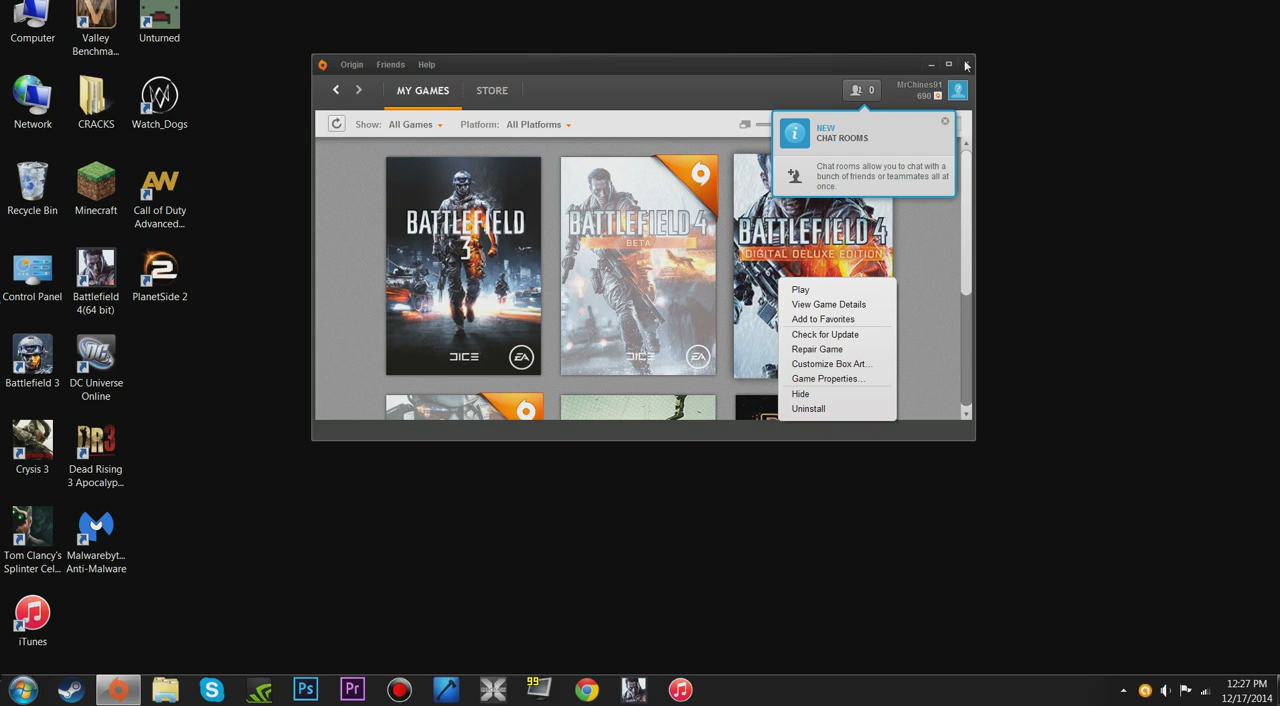 Computer
Valley
Benchma...
Unturned
Network
CRACKS
Watch_Dogs
Recycle Bin
Minecraft
Call of Duty
Advanced...
Control Panel
Battlefield
4(64 bit)
PlanetSide 2
Battlefield 3
DC Universe
Online
Crysis 3
Dead Rising
3 Apocalyp...
Tom Clancy's
Splinter Cel...
Malwarebyt...
Anti-Malware
iTunes
Origin Friends Help
MY GAMES STORE
0
MrChines91
690
Show: All Games Platform: All Platforms
NEW
CHAT ROOMS
Chat rooms allow you to chat with a
bunch of friends or teammates all at
once.
BATTLEFIELD
3
DICE EA
BATTLEFIELD 4
BETA
DICE EA
BATTLEFIELD 4
DIGITAL DELUXE EDITION
Play
View Game Details
Add to Favorites
Check for Update
Repair Game
Customize Box Art...
Game Properties...
Hide
Uninstall
Ps
Pr
99
12:27 PM
12/17/2014